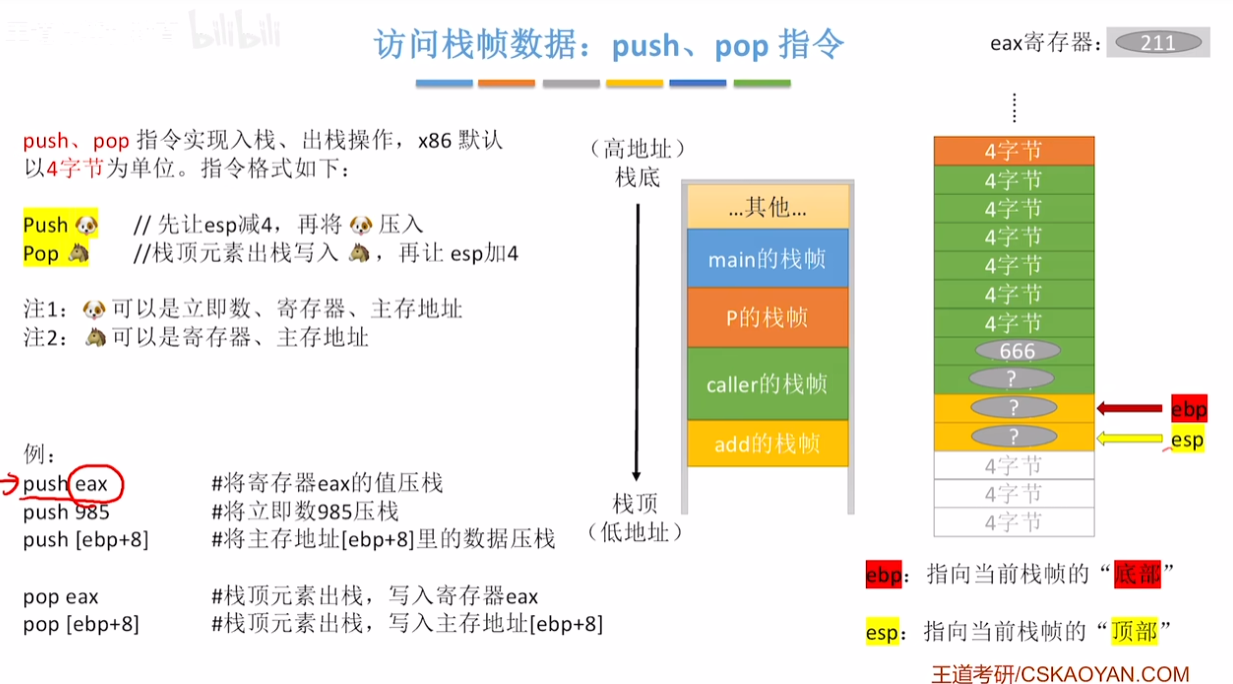 bilibili
访问栈帧数据：push、pop 指令
eax寄存器：211
push、pop 指令实现入栈、出栈操作，x86 默认
以4字节为单位。指令格式如下：
Push 🐶 // 先让esp减4，再将 🐶 压入
Pop 🐴 //栈顶元素出栈写入 🐴，再让 esp加4
注1：🐶 可以是立即数、寄存器、主存地址
注2：🐴 可以是寄存器、主存地址
例：
push eax #将寄存器eax的值压栈
push 985 #将立即数985压栈
push [ebp+8] #将主存地址[ebp+8]里的数据压栈
pop eax #栈顶元素出栈，写入寄存器eax
pop [ebp+8] #栈顶元素出栈，写入主存地址[ebp+8]
（高地址）
栈底
栈顶
（低地址）
...其他...
main的栈帧
P的栈帧
caller的栈帧
add的栈帧
4字节
4字节
4字节
4字节
4字节
4字节
4字节
666
?
? ebp
? esp
4字节
4字节
4字节
ebp：指向当前栈帧的“底部”
esp：指向当前栈帧的“顶部”
王道考研/CSKAOYAN.COM